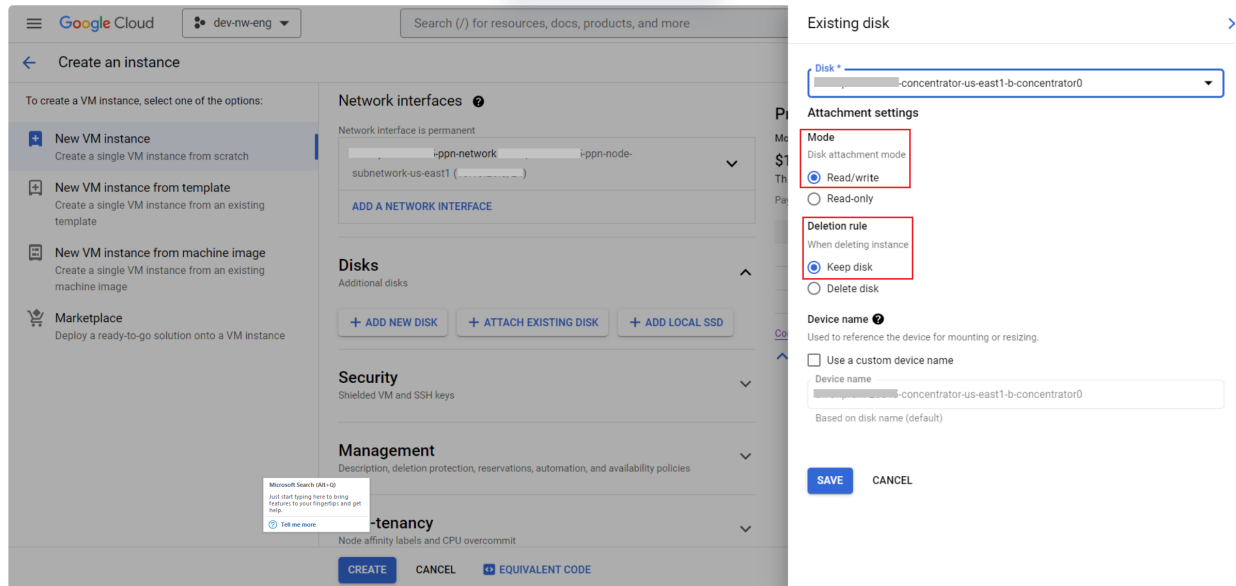 Google Cloud
dev-nw-eng
Search (/) for resources, docs, products, and more
Create an instance
To create a VM instance, select one of the options:
New VM instance
Create a single VM instance from scratch
New VM instance from template
Create a single VM instance from an existing
template
New VM instance from machine image
Create a single VM instance from an existing
machine image
Marketplace
Deploy a ready-to-go solution onto a VM instance
Network interfaces
Network interface is permanent
-ppn-network
-ppn-node-
subnetwork-us-east1 (
)
ADD A NETWORK INTERFACE
Disks
Additional disks
+ ADD NEW DISK
+ ATTACH EXISTING DISK
+ ADD LOCAL SSD
Security
Shielded VM and SSH keys
Management
Description, deletion protection, reservations, automation, and availability policies
-tenancy
Node affinity labels and CPU overcommit
Microsoft Search (Alt+Q)
Just start typing here to bring
features to your fingertips and get
help.
Tell me more
CREATE
CANCEL
EQUIVALENT CODE
Existing disk
Disk *
-concentrator-us-east1-b-concentrator0
Attachment settings
Mode
Disk attachment mode
Read/write
Read-only
Deletion rule
When deleting instance
Keep disk
Delete disk
Device name
Used to reference the device for mounting or resizing.
Use a custom device name
Device name
-concentrator-us-east1-b-concentrator0
Based on disk name (default)
SAVE
CANCEL